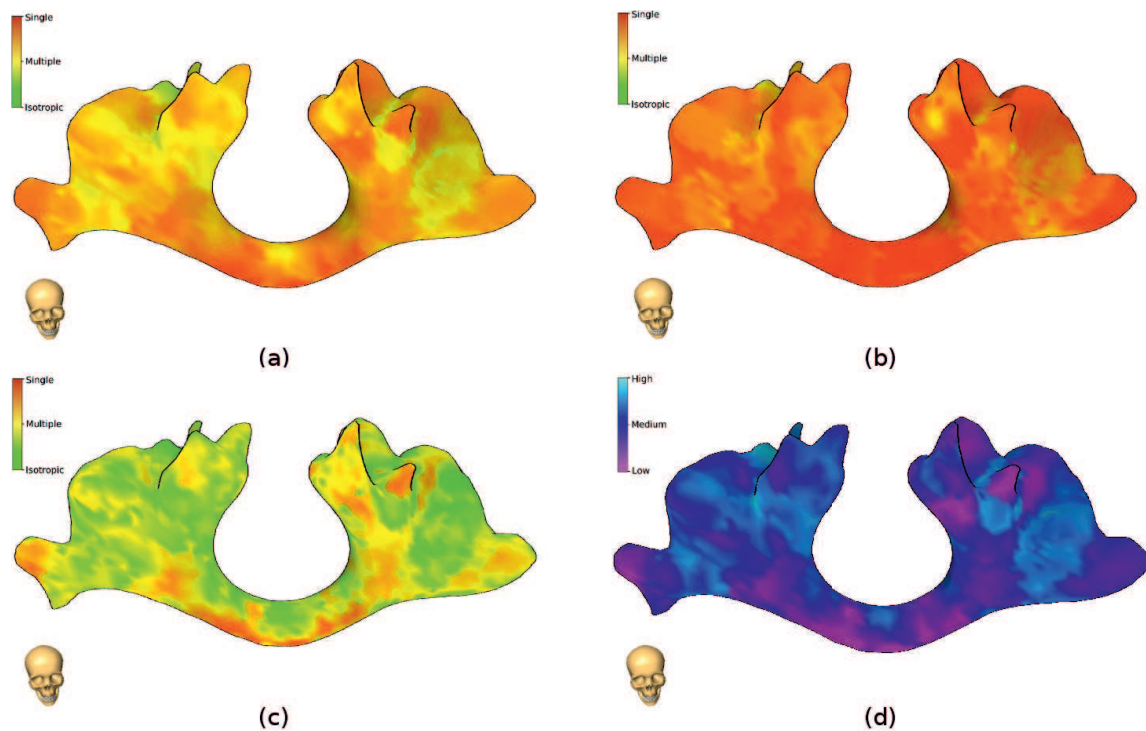 Single
Multiple
Isotropic
(a)
Single
Multiple
Isotropic
(b)
Single
Multiple
Isotropic
(c)
High
Medium
Low
(d)